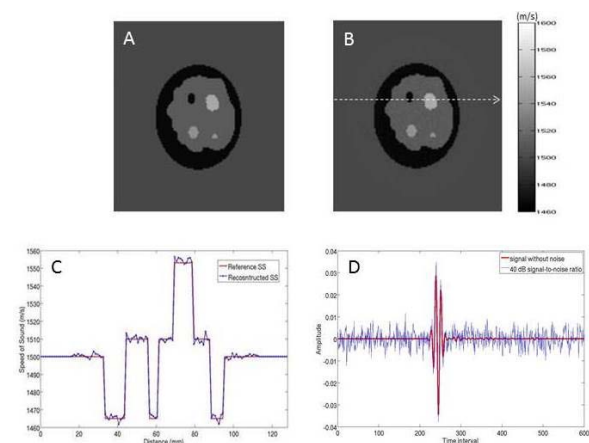 A
B
(m/s)
1600
1580
1560
1540
1520
1500
1480
1460
C
Reference SS
Recosntructed SS
Speed of Sound (m/s)
1560
1550
1540
1530
1520
1510
1500
1490
1480
1470
1460
0 20 40 60 80 100 120
Distance (mm)
D
signal without noise
40 dB signal-to-noise ratio
Amplitude
0.04
0.03
0.02
0.01
0
-0.01
-0.02
-0.03
-0.04
0 100 200 300 400 500 600
Time interval